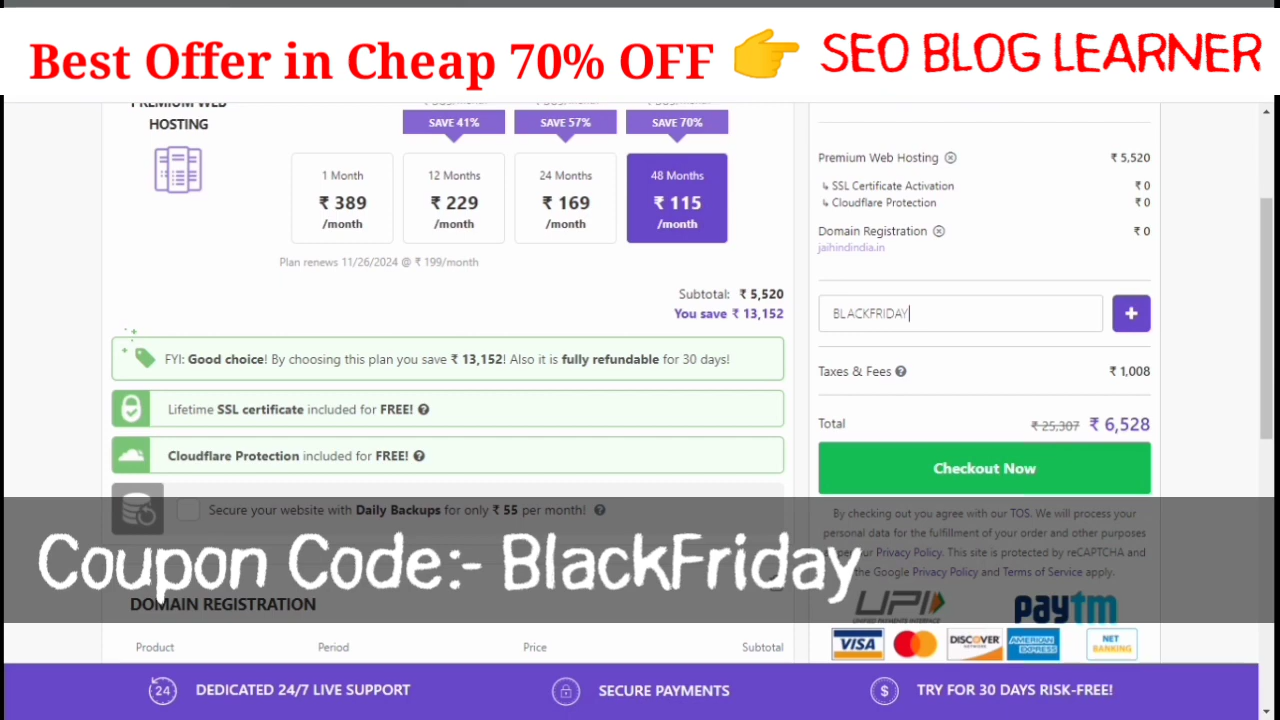 Best Offer in Cheap 70% OFF 👉 SEO BLOG LEARNER
PREMIUM WEB
HOSTING
SAVE 41%
SAVE 57%
SAVE 70%
1 Month
₹ 389
/month
12 Months
₹ 229
/month
24 Months
₹ 169
/month
48 Months
₹ 115
/month
Plan renews 11/26/2024 @ ₹ 199/month
Subtotal: ₹ 5,520
You save ₹ 13,152
FYI: Good choice! By choosing this plan you save ₹ 13,152! Also it is fully refundable for 30 days!
Lifetime SSL certificate included for FREE!
Cloudflare Protection included for FREE!
Secure your website with Daily Backups for only ₹ 55 per month!
DOMAIN REGISTRATION
Product Period Price Subtotal
Premium Web Hosting ₹ 5,520
↳ SSL Certificate Activation ₹ 0
↳ Cloudflare Protection ₹ 0
Domain Registration ₹ 0
jaihindindia.in
BLACKFRIDAY
+
Taxes & Fees ₹ 1,008
Total ₹ 25,307 ₹ 6,528
Checkout Now
By checking out you agree with our TOS. We will process your
personal data for the fulfillment of your order and other purposes
our Privacy Policy. This site is protected by reCAPTCHA and
the Google Privacy Policy and Terms of Service apply.
Coupon Code:- BlackFriday
UPI
UNIFIED PAYMENTS INTERFACE
paytm
VISA
DISCOVER
NETWORK
AMERICAN
EXPRESS
NET
BANKING
24 DEDICATED 24/7 LIVE SUPPORT
SECURE PAYMENTS
$ TRY FOR 30 DAYS RISK-FREE!